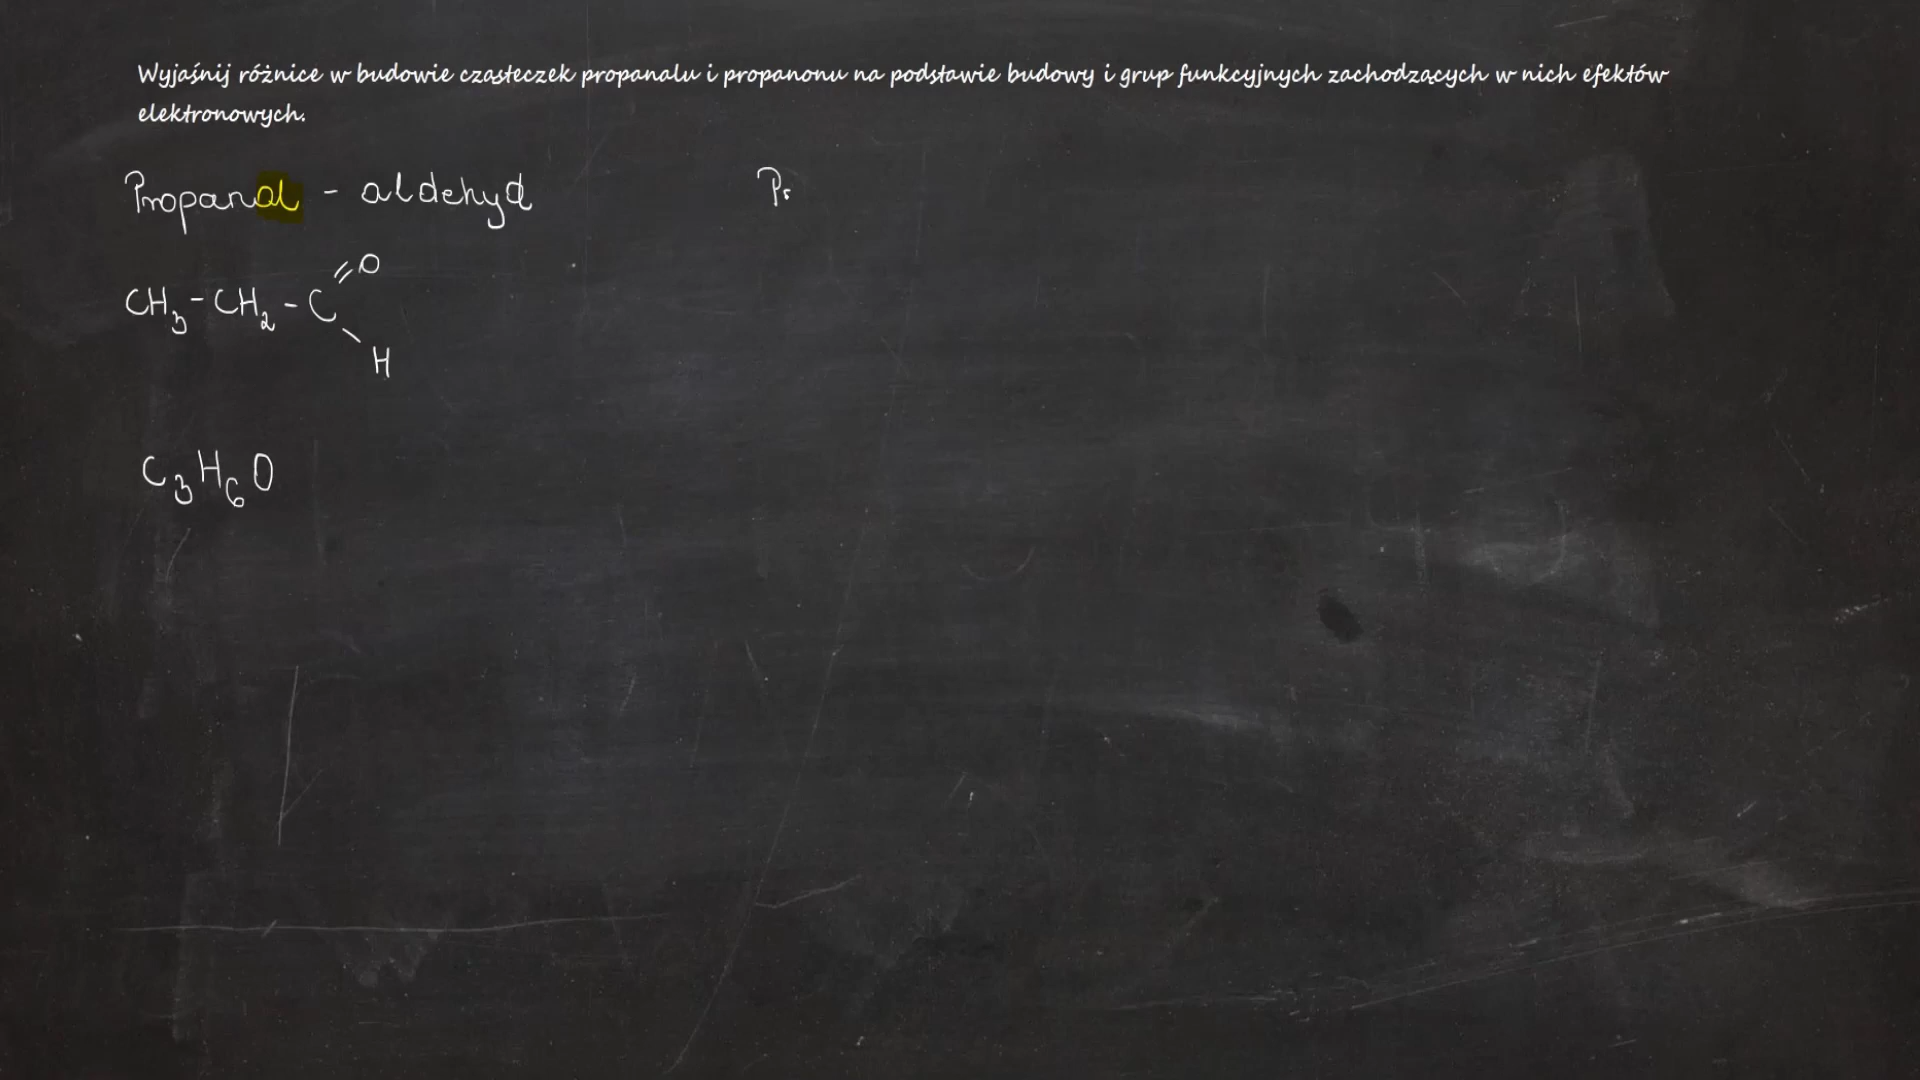 Wyjaśnij różnice w budowie cząsteczek propanalu i propanonu na podstawie budowy i grup funkcyjnych zachodzących w nich efektów
elektronowych.
Propanal - aldehyd
Pr
O
CH3-CH2-C
H
C3H6O